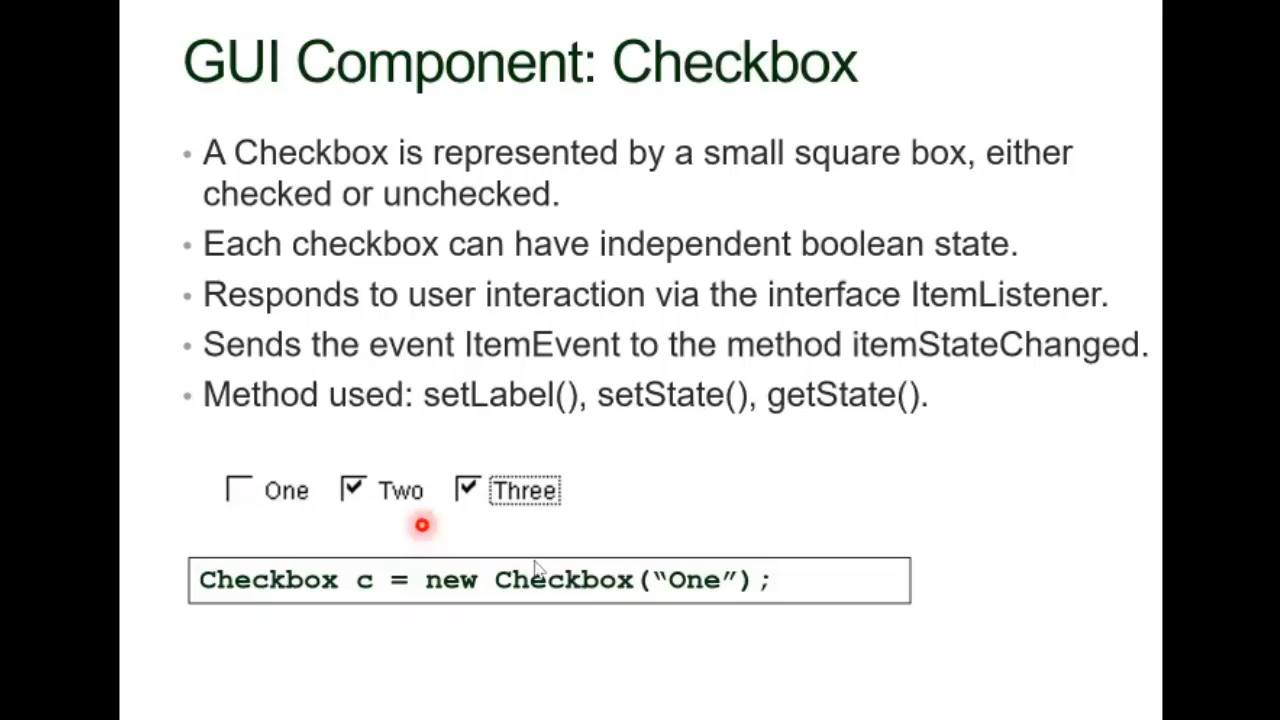 GUI Component: Checkbox
• A Checkbox is represented by a small square box, either
checked or unchecked.
• Each checkbox can have independent boolean state.
• Responds to user interaction via the interface ItemListener.
• Sends the event ItemEvent to the method itemStateChanged.
• Method used: setLabel(), setState(), getState().
One Two Three
Checkbox c = new Checkbox(“One”);